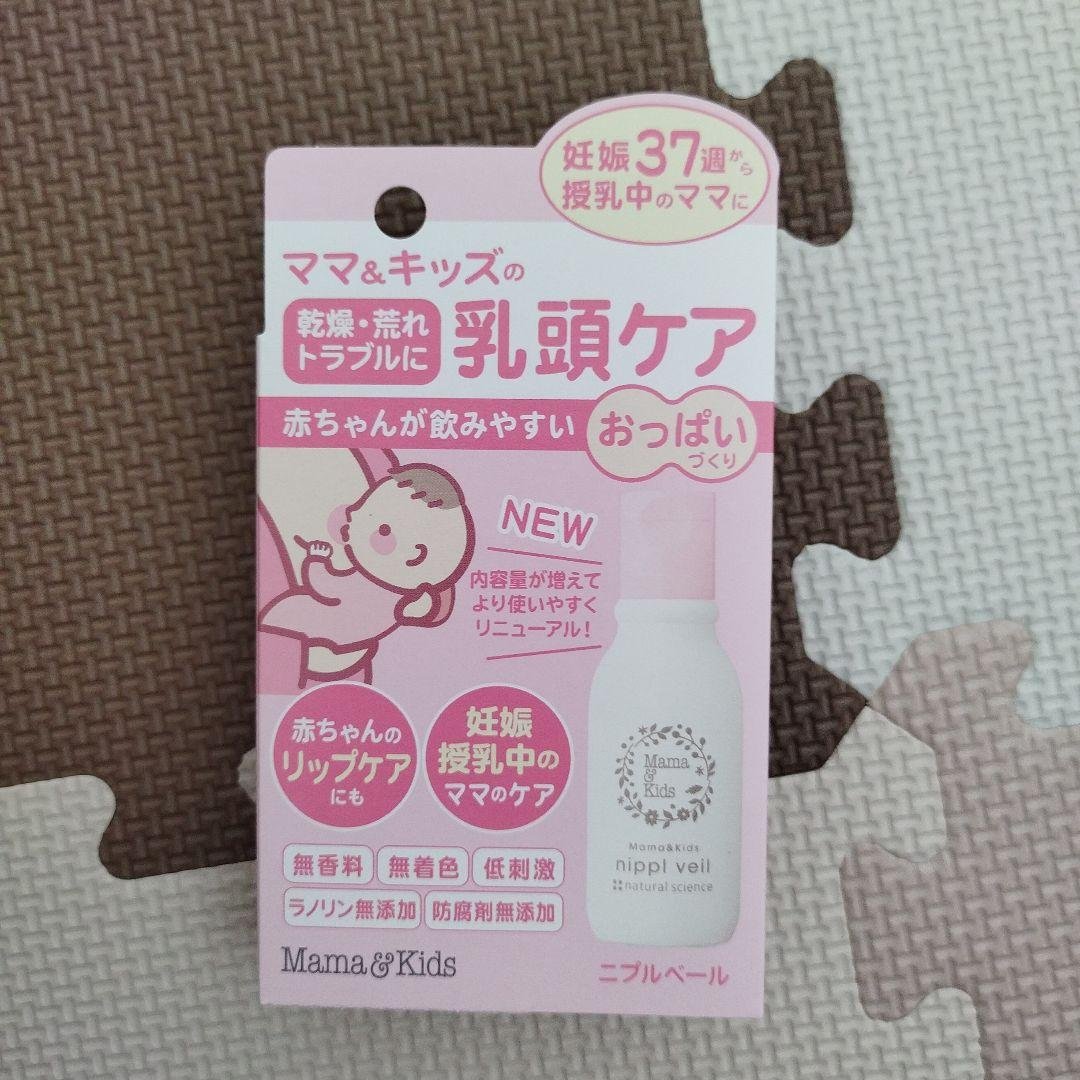 妊娠37週から
授乳中のママに
ママ&キッズの
乾燥・荒れ
トラブルに
乳頭ケア
赤ちゃんが飲みやすい
おっぱい
づくり
NEW
内容量が増えて
より使いやすく
リニューアル!
赤ちゃんの
リップケア
にも
妊娠
授乳中の
ママのケア
Mama
&
Kids
Mama&Kids
nippl veil
natural science
無香料
無着色
低刺激
ラノリン無添加
防腐剤無添加
Mama&Kids
ニプルベール